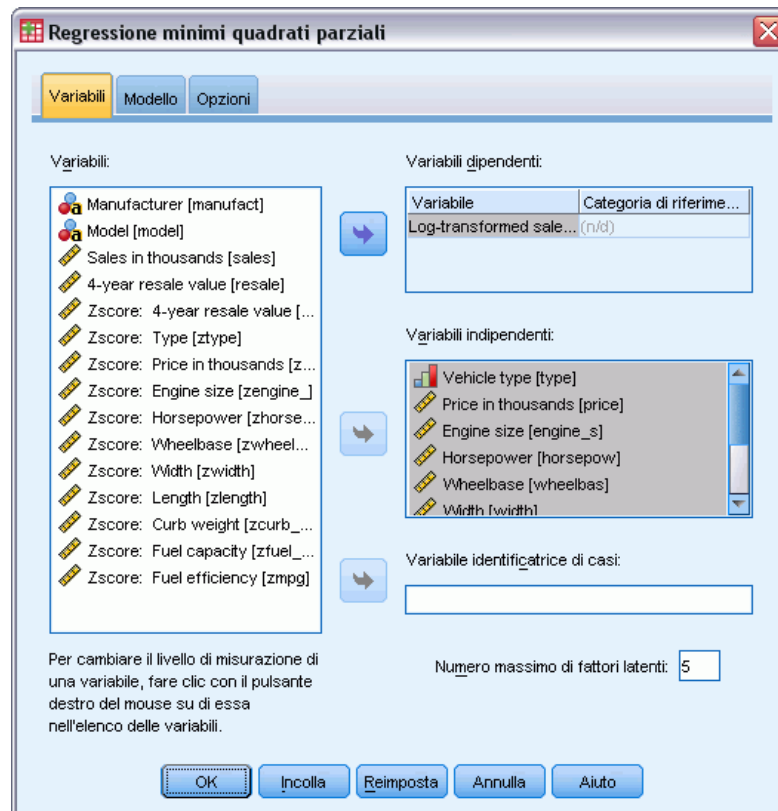 Regressione minimi quadrati parziali
Variabili Modello Opzioni
Variabili:
Manufacturer [manufact]
Model [model]
Sales in thousands [sales]
4-year resale value [resale]
Zscore: 4-year resale value [...
Zscore: Type [ztype]
Zscore: Price in thousands [z...
Zscore: Engine size [zengine_]
Zscore: Horsepower [zhorse...
Zscore: Wheelbase [zwheel...
Zscore: Width [zwidth]
Zscore: Length [zlength]
Zscore: Curb weight [zcurb_...
Zscore: Fuel capacity [zfuel_...
Zscore: Fuel efficiency [zmpg]
Per cambiare il livello di misurazione di
una variabile, fare clic con il pulsante
destro del mouse su di essa
nell'elenco delle variabili.
Variabili dipendenti:
Variabile Categoria di riferime...
Log-transformed sale... (n/d)
Variabili indipendenti:
Vehicle type [type]
Price in thousands [price]
Engine size [engine_s]
Horsepower [horsepow]
Wheelbase [wheelbas]
Width [width]
Variabile identificatrice di casi:
Numero massimo di fattori latenti: 5
OK Incolla Reimposta Annulla Aiuto